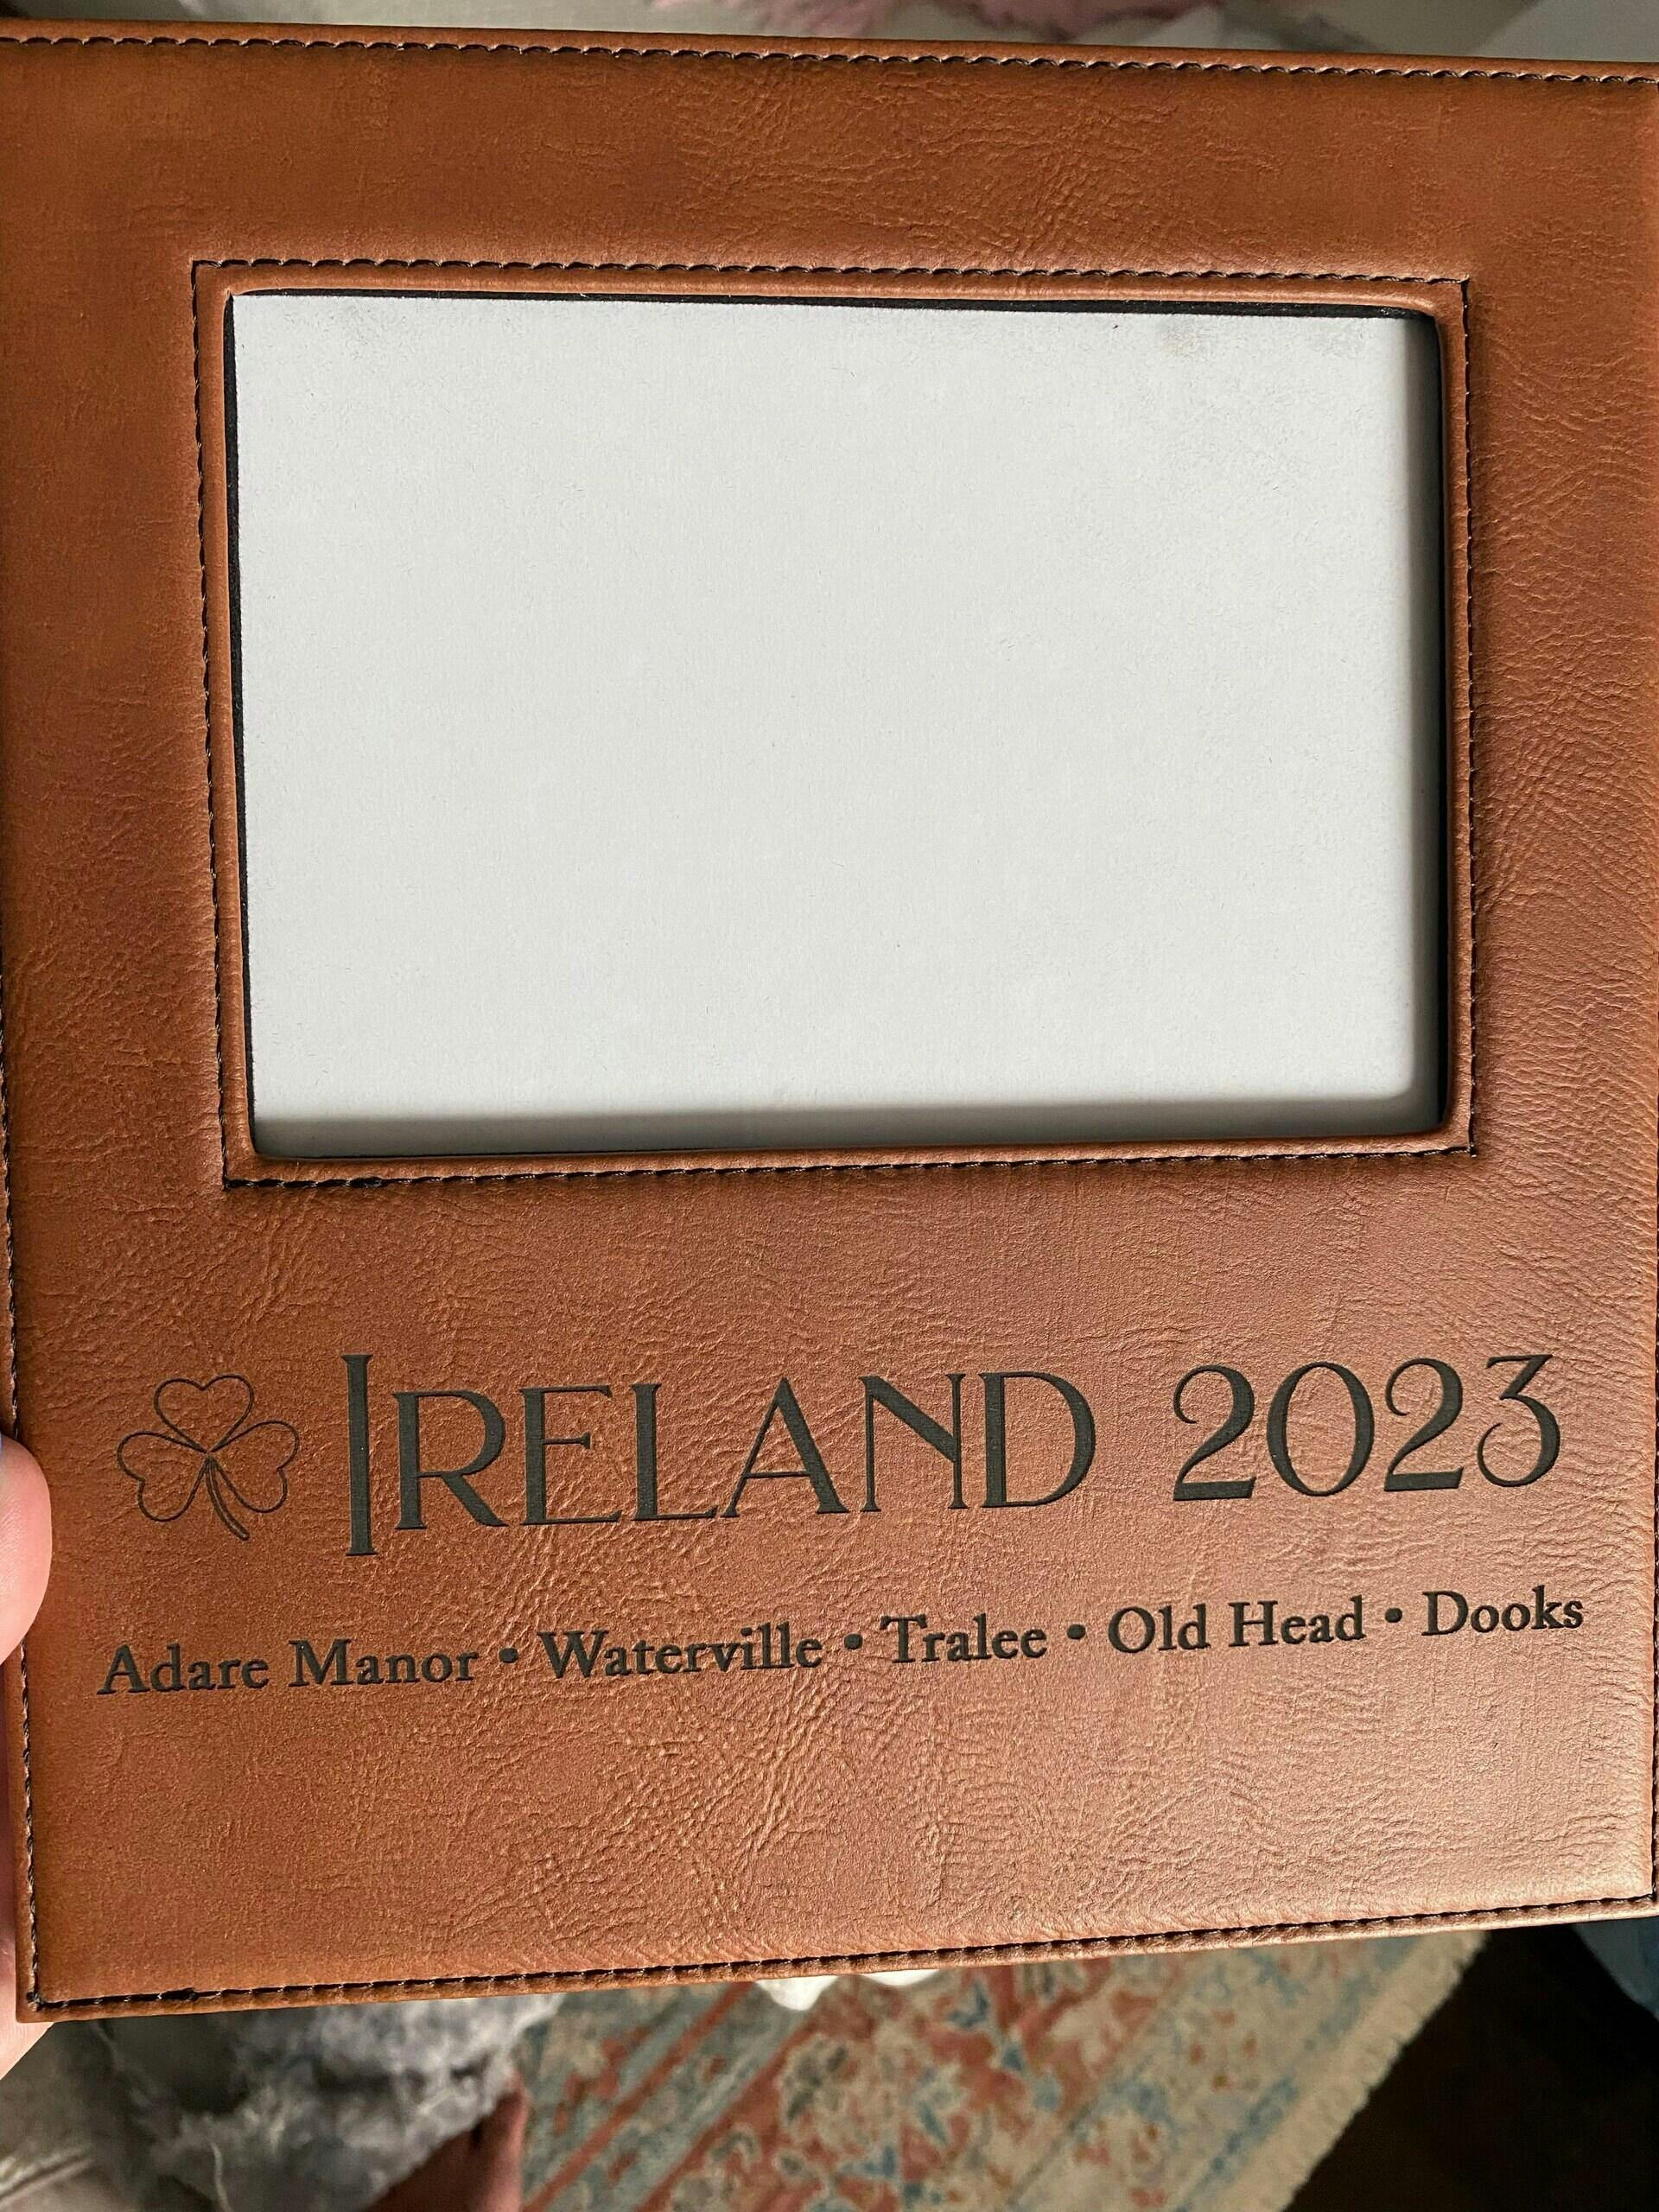 IRELAND 2023
Adare Manor • Waterville • Tralee • Old Head • Dooks